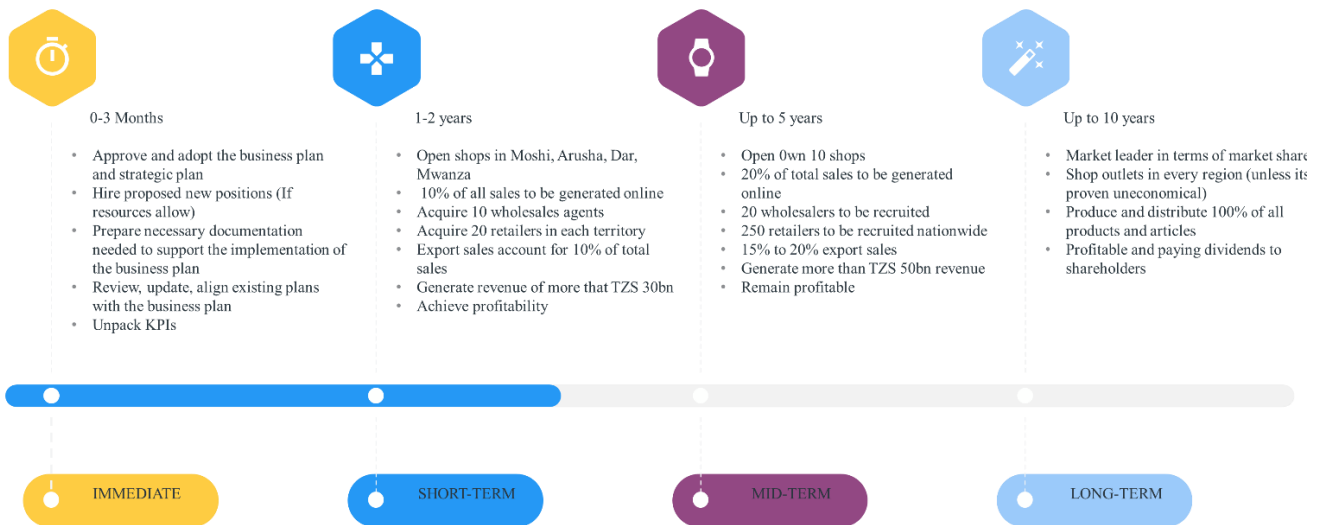 0-3 Months
• Approve and adopt the business plan
and strategic plan
• Hire proposed new positions (If
resources allow)
• Prepare necessary documentation
needed to support the implementation of
the business plan
• Review, update, align existing plans
with the business plan
• Unpack KPIs
1-2 years
• Open shops in Moshi, Arusha, Dar,
Mwanza
• 10% of all sales to be generated online
• Acquire 10 wholesales agents
• Acquire 20 retailers in each territory
• Export sales account for 10% of total
sales
• Generate revenue of more that TZS 30bn
• Achieve profitability
Up to 5 years
• Open 0wn 10 shops
• 20% of total sales to be generated
online
• 20 wholesalers to be recruited
• 250 retailers to be recruited nationwide
• 15% to 20% export sales
• Generate more than TZS 50bn revenue
• Remain profitable
Up to 10 years
• Market leader in terms of market share
• Shop outlets in every region (unless its
proven uneconomical)
• Produce and distribute 100% of all
products and articles
• Profitable and paying dividends to
shareholders
IMMEDIATE
SHORT-TERM
MID-TERM
LONG-TERM